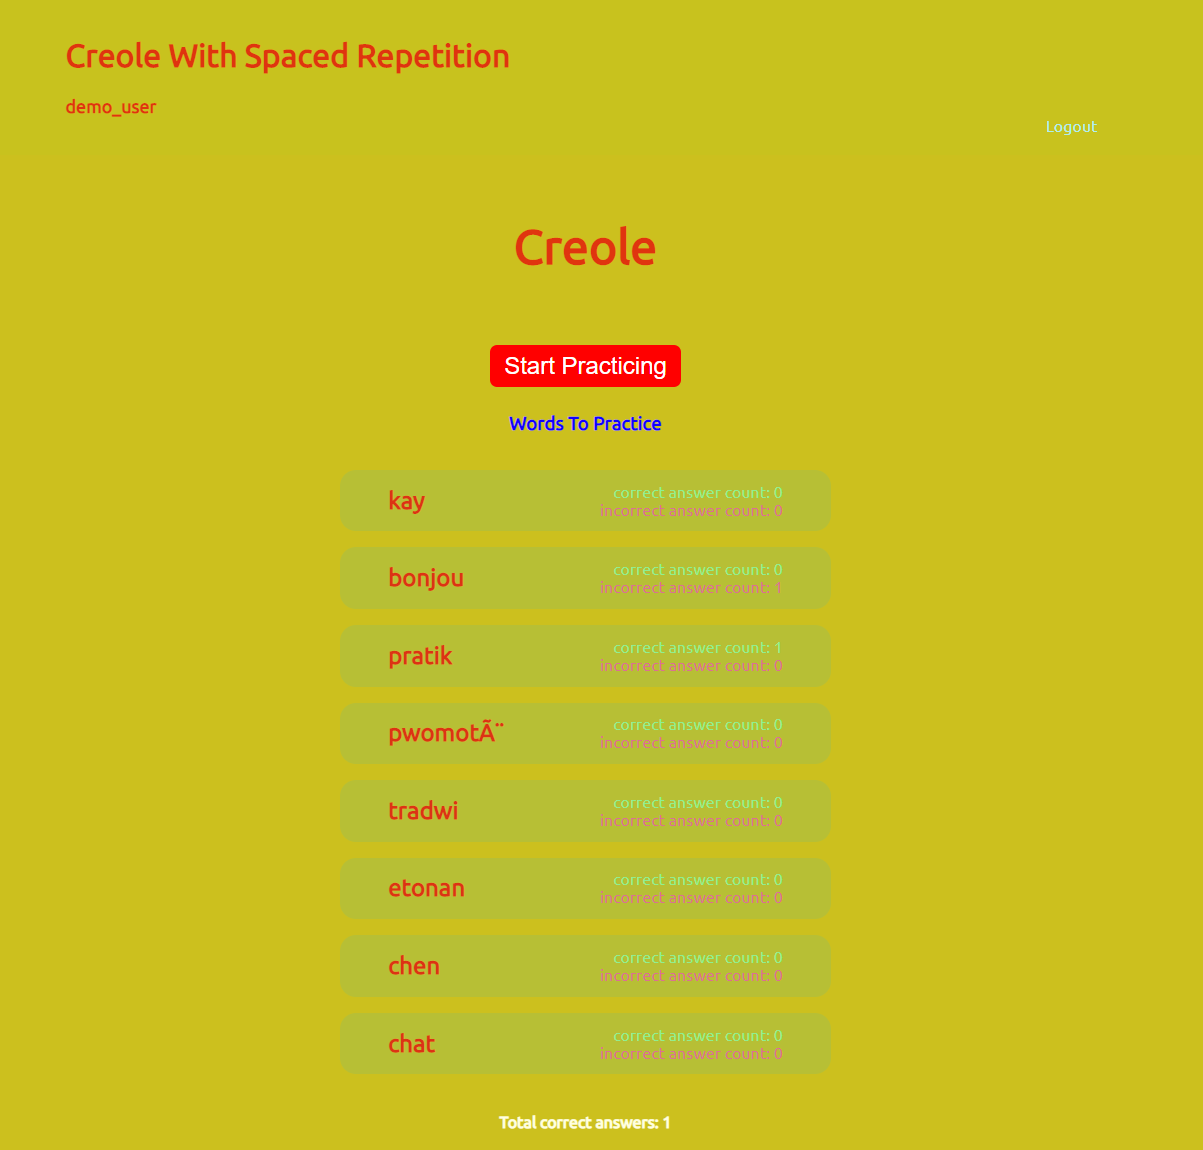 Creole With Spaced Repetition
demo_user
Logout
Creole
Start Practicing
Words To Practice
kay
correct answer count: 0
incorrect answer count: 0
bonjou
correct answer count: 0
incorrect answer count: 1
pratik
correct answer count: 1
incorrect answer count: 0
pwomotÃ¨
correct answer count: 0
incorrect answer count: 0
tradwi
correct answer count: 0
incorrect answer count: 0
etonan
correct answer count: 0
incorrect answer count: 0
chen
correct answer count: 0
incorrect answer count: 0
chat
correct answer count: 0
incorrect answer count: 0
Total correct answers: 1